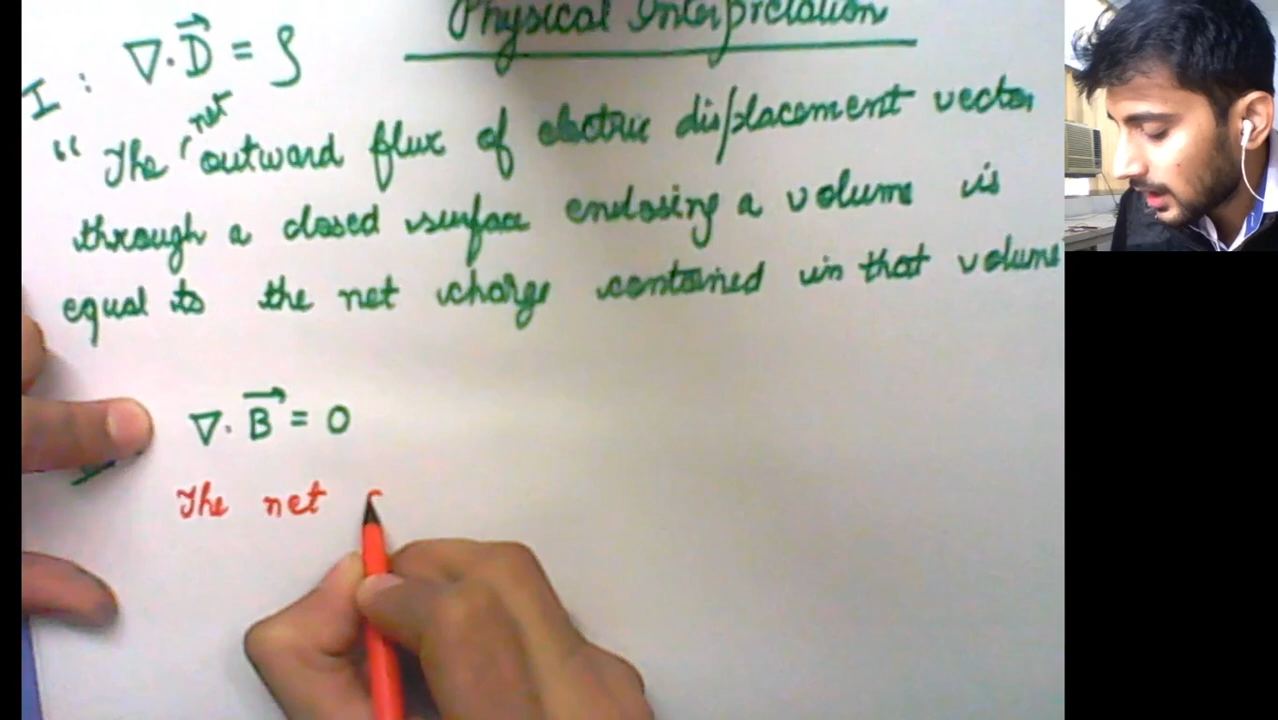 Physical Interpretation
I : ∇. D⃗ = ρ
net
“ The outward flux of electric displacement vector
through a closed surface enclosing a volume is
equal to the net charge contained in that volume
∇. B⃗ = 0
The net